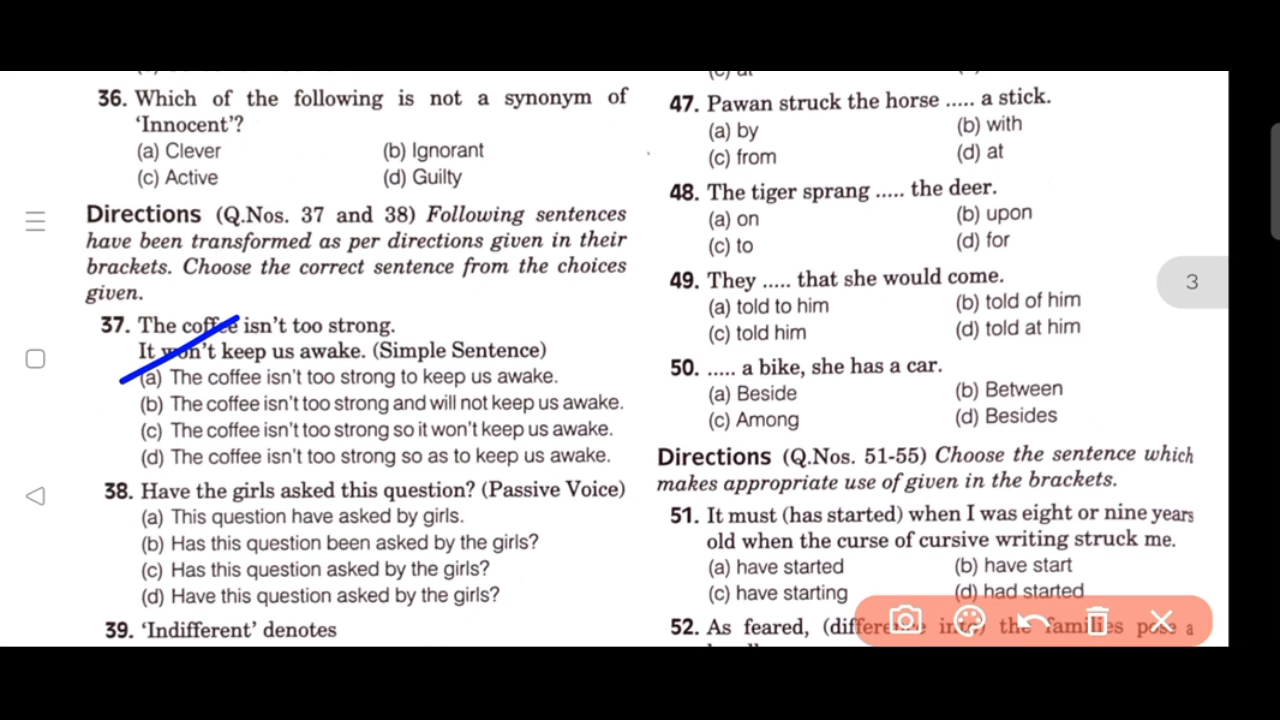 36. Which of the following is not a synonym of
'Innocent'?
(a) Clever (b) Ignorant
(c) Active (d) Guilty
Directions (Q.Nos. 37 and 38) Following sentences
have been transformed as per directions given in their
brackets. Choose the correct sentence from the choices
given.
37. The coffee isn't too strong.
It won't keep us awake. (Simple Sentence)
(a) The coffee isn't too strong to keep us awake.
(b) The coffee isn't too strong and will not keep us awake.
(c) The coffee isn't too strong so it won't keep us awake.
(d) The coffee isn't too strong so as to keep us awake.
38. Have the girls asked this question? (Passive Voice)
(a) This question have asked by girls.
(b) Has this question been asked by the girls?
(c) Has this question asked by the girls?
(d) Have this question asked by the girls?
39. 'Indifferent' denotes
47. Pawan struck the horse ..... a stick.
(a) by (b) with
(c) from (d) at
48. The tiger sprang ..... the deer.
(a) on (b) upon
(c) to (d) for
49. They ..... that she would come.
(a) told to him (b) told of him
(c) told him (d) told at him
50. ..... a bike, she has a car.
(a) Beside (b) Between
(c) Among (d) Besides
Directions (Q.Nos. 51-55) Choose the sentence which
makes appropriate use of given in the brackets.
51. It must (has started) when I was eight or nine years
old when the curse of cursive writing struck me.
(a) have started (b) have start
(c) have starting (d) had started
52. As feared, (difference into) the families pose a
3